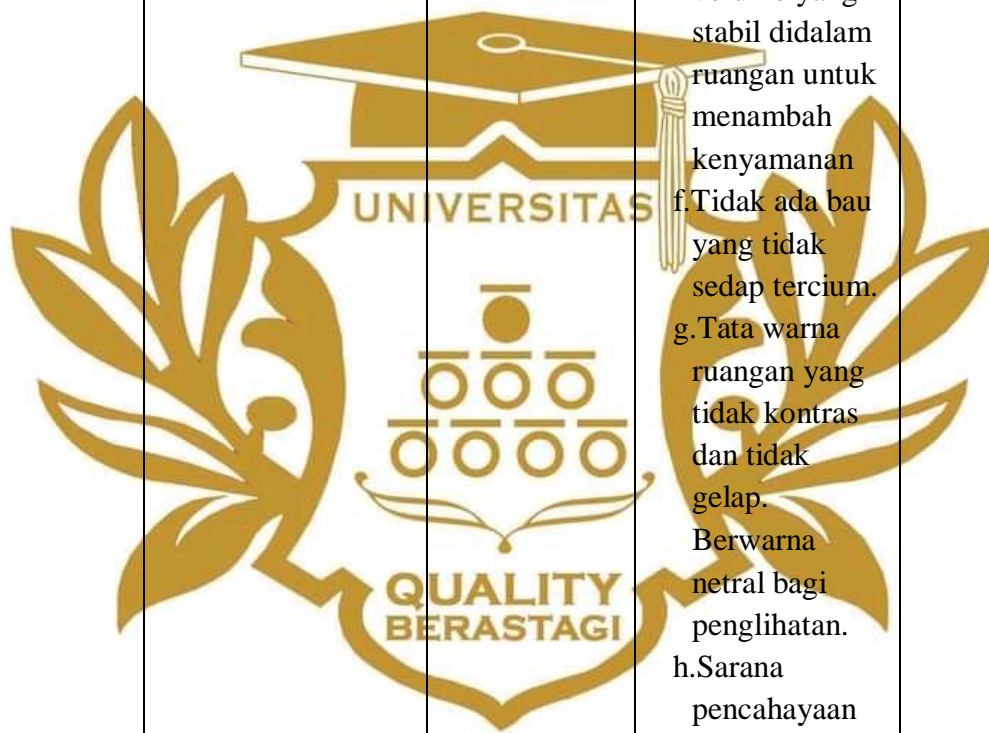 stabil didalam
ruangan untuk
menambah
kenyamanan
f.Tidak ada bau
yang tidak
sedap tercium.
g.Tata warna
ruangan yang
tidak kontras
dan tidak
gelap.
Berwarna
netral bagi
penglihatan.
h.Sarana
pencahayaan
UNIVERSITAS
QUALITY
BERASTAGI